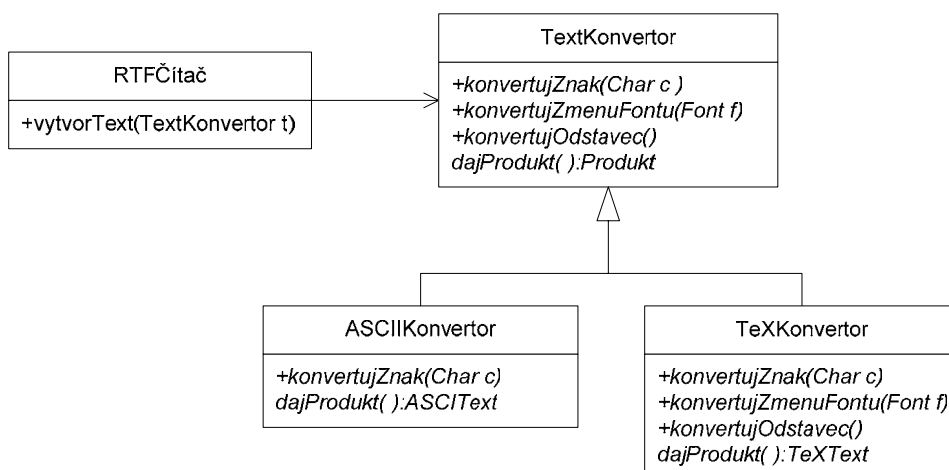 RTFČítač
+vytvorText(TextKonvertor t)
TextKonvertor
+konvertujZnak(Char c )
+konvertujZmenuFontu(Font f)
+konvertujOdstavec()
dajProdukt( ):Produkt
ASCIIKonvertor
+konvertujZnak(Char c)
dajProdukt( ):ASCIText
TeXKonvertor
+konvertujZnak(Char c)
+konvertujZmenuFontu(Font f)
+konvertujOdstavec()
dajProdukt( ):TeXText